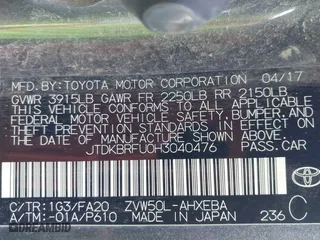 MFD.BY:TOYOTA MOTOR CORPORATION 04/17
GVWR 3915LB GAWR FR 2250LB RR 2150LB
THIS VEHICLE CONFORMS TO ALL APPLICABLE
FEDERAL MOTOR VEHICLE SAFETY, BUMPER, AND
THEFT PREVENTION STANDARDS IN EFFECT ON
THE DATE OF MANUFACTURE SHOWN ABOVE.
JTDKBRFU0H3040476 PASS.CAR
C/TR:1G3/FA20 ZVW50L-AHXEBA
A/TM:-01A/P610 MADE IN JAPAN 236 C
TOYOTA